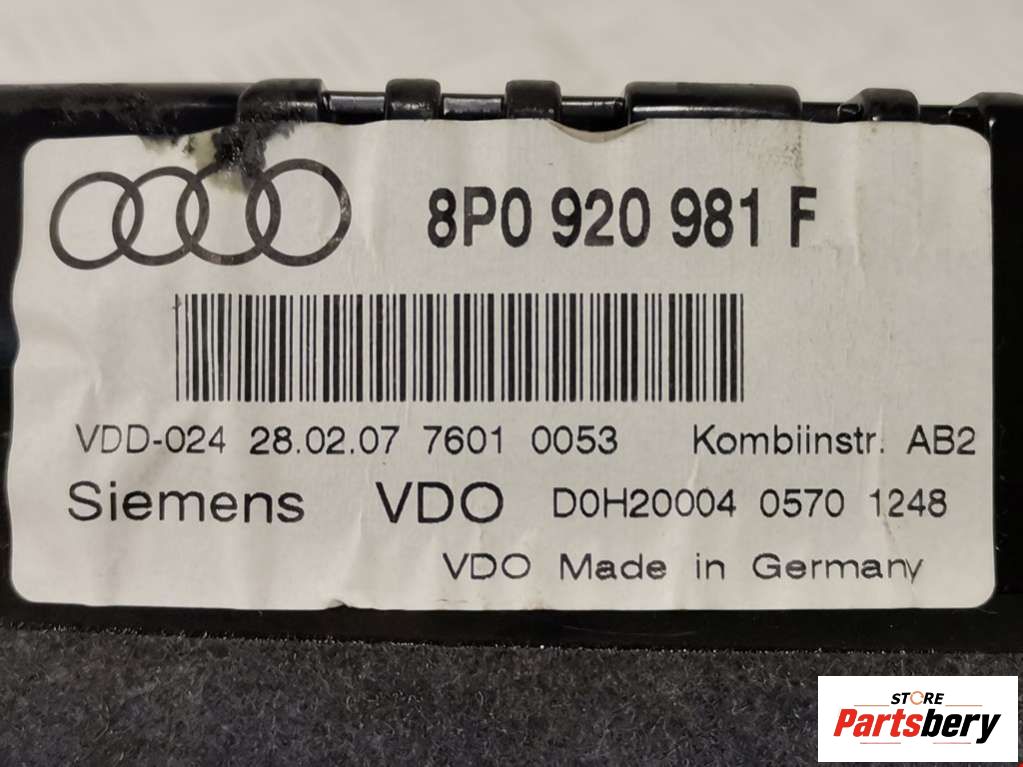 8P0 920 981 F
VDD-024 28.02.07 7601 0053 Kombiinstr. AB2
Siemens VDO D0H20004 0570 1248
VDO Made in Germany
STORE
Partsbery